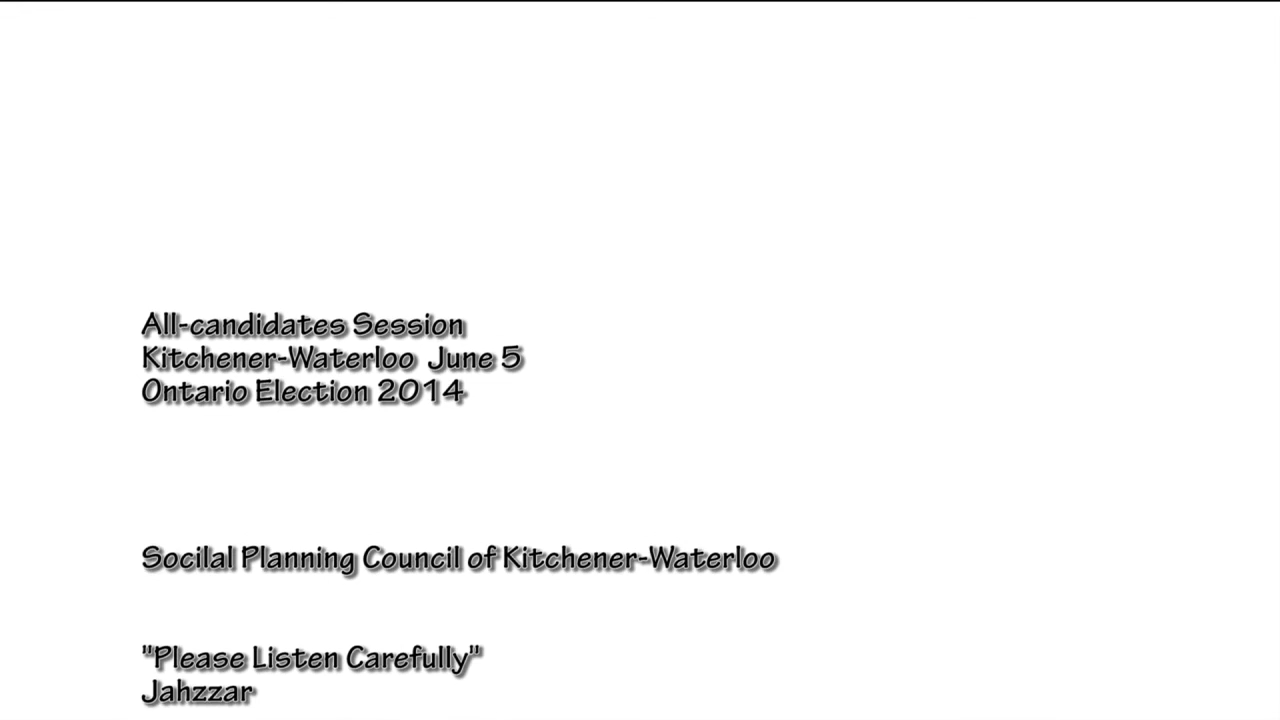 All-candidates Session
Kitchener-Waterloo June 5
Ontario Election 2014
Socilal Planning Council of Kitchener-Waterloo
"Please Listen Carefully"
Jahzzar